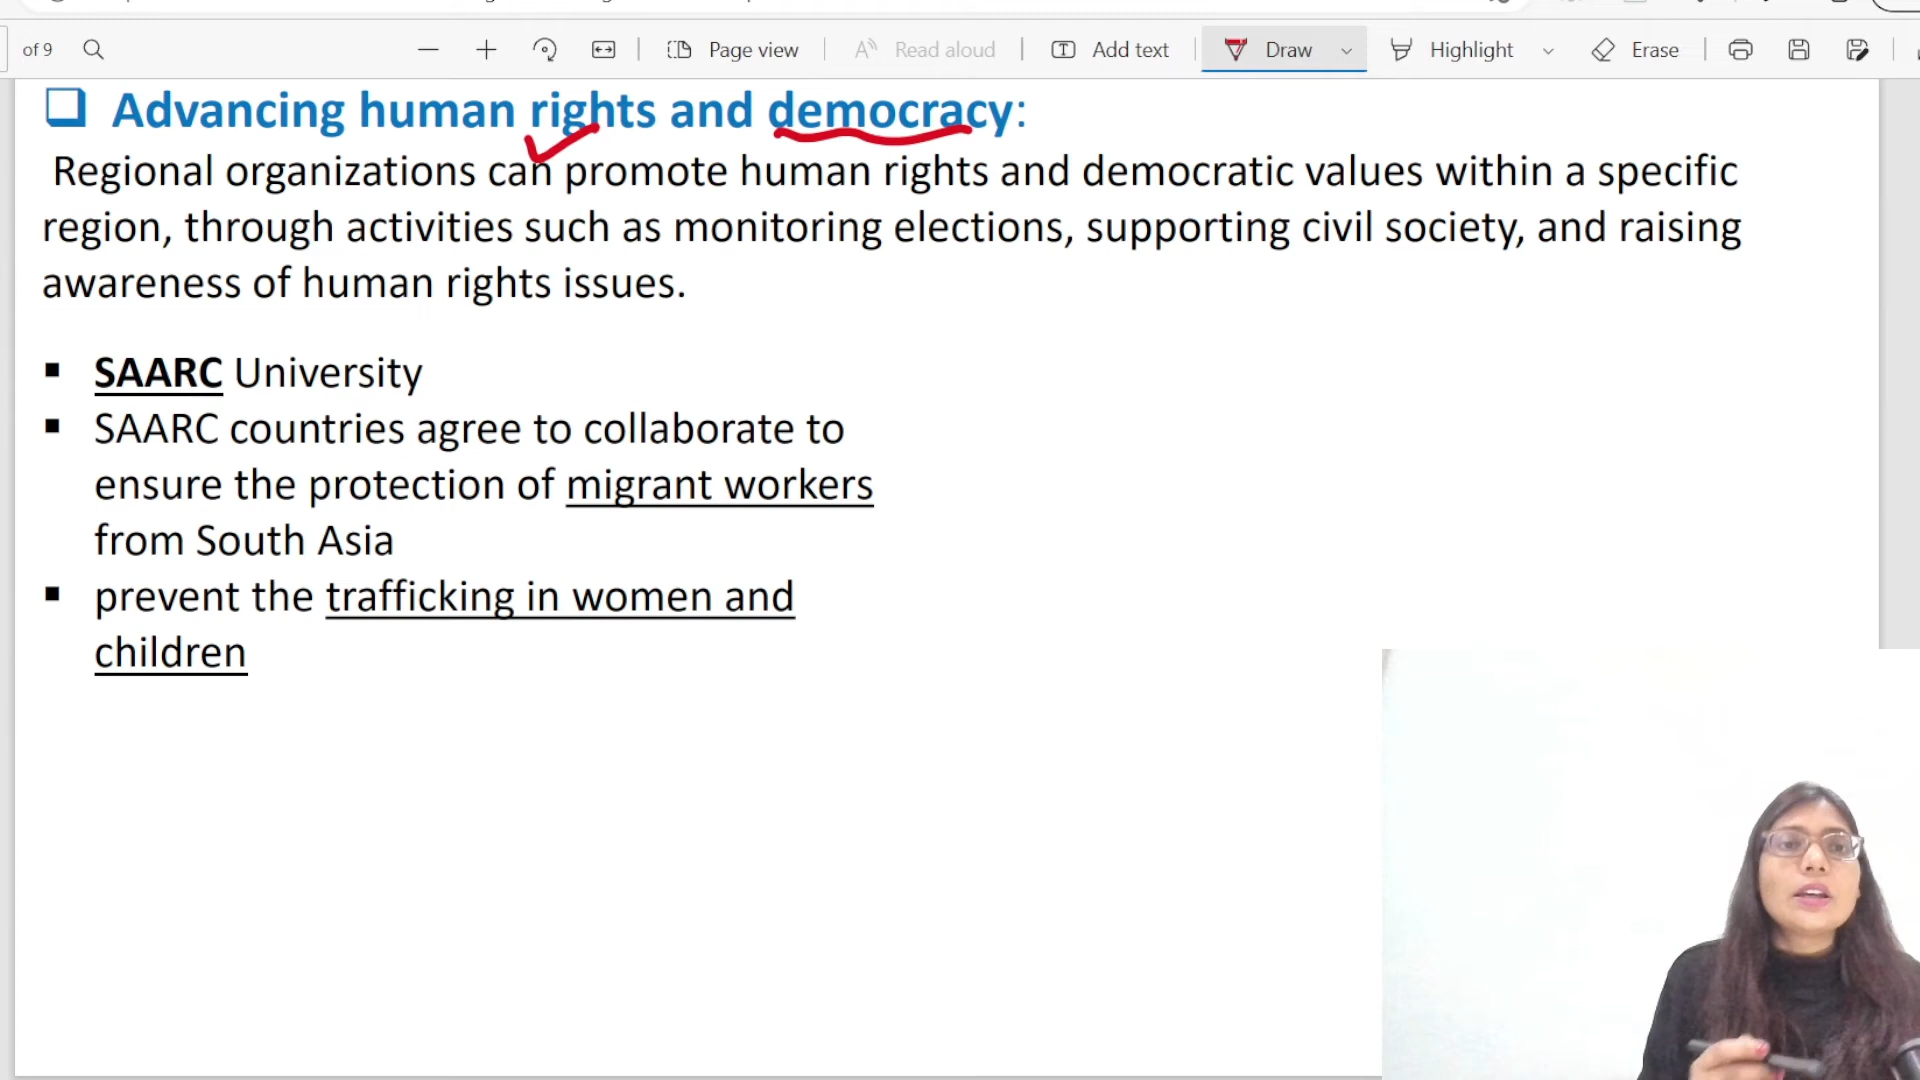 of 9
Page view
Read aloud
Add text
Draw
Highlight
Erase
Advancing human rights and democracy:
Regional organizations can promote human rights and democratic values within a specific
region, through activities such as monitoring elections, supporting civil society, and raising
awareness of human rights issues.
SAARC University
SAARC countries agree to collaborate to
ensure the protection of migrant workers
from South Asia
prevent the trafficking in women and
children